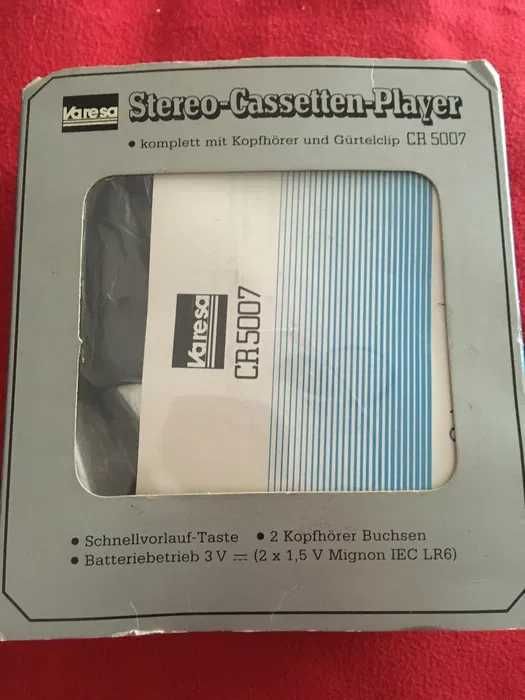 Varesa Stereo-Cassetten-Player
• komplett mit Kopfhörer und Gürtelclip CR 5007
Varesa
CR 5007
• Schnellvorlauf-Taste • 2 Kopfhörer Buchsen
• Batteriebetrieb 3 V ⎓ (2 x 1,5 V Mignon IEC LR6)